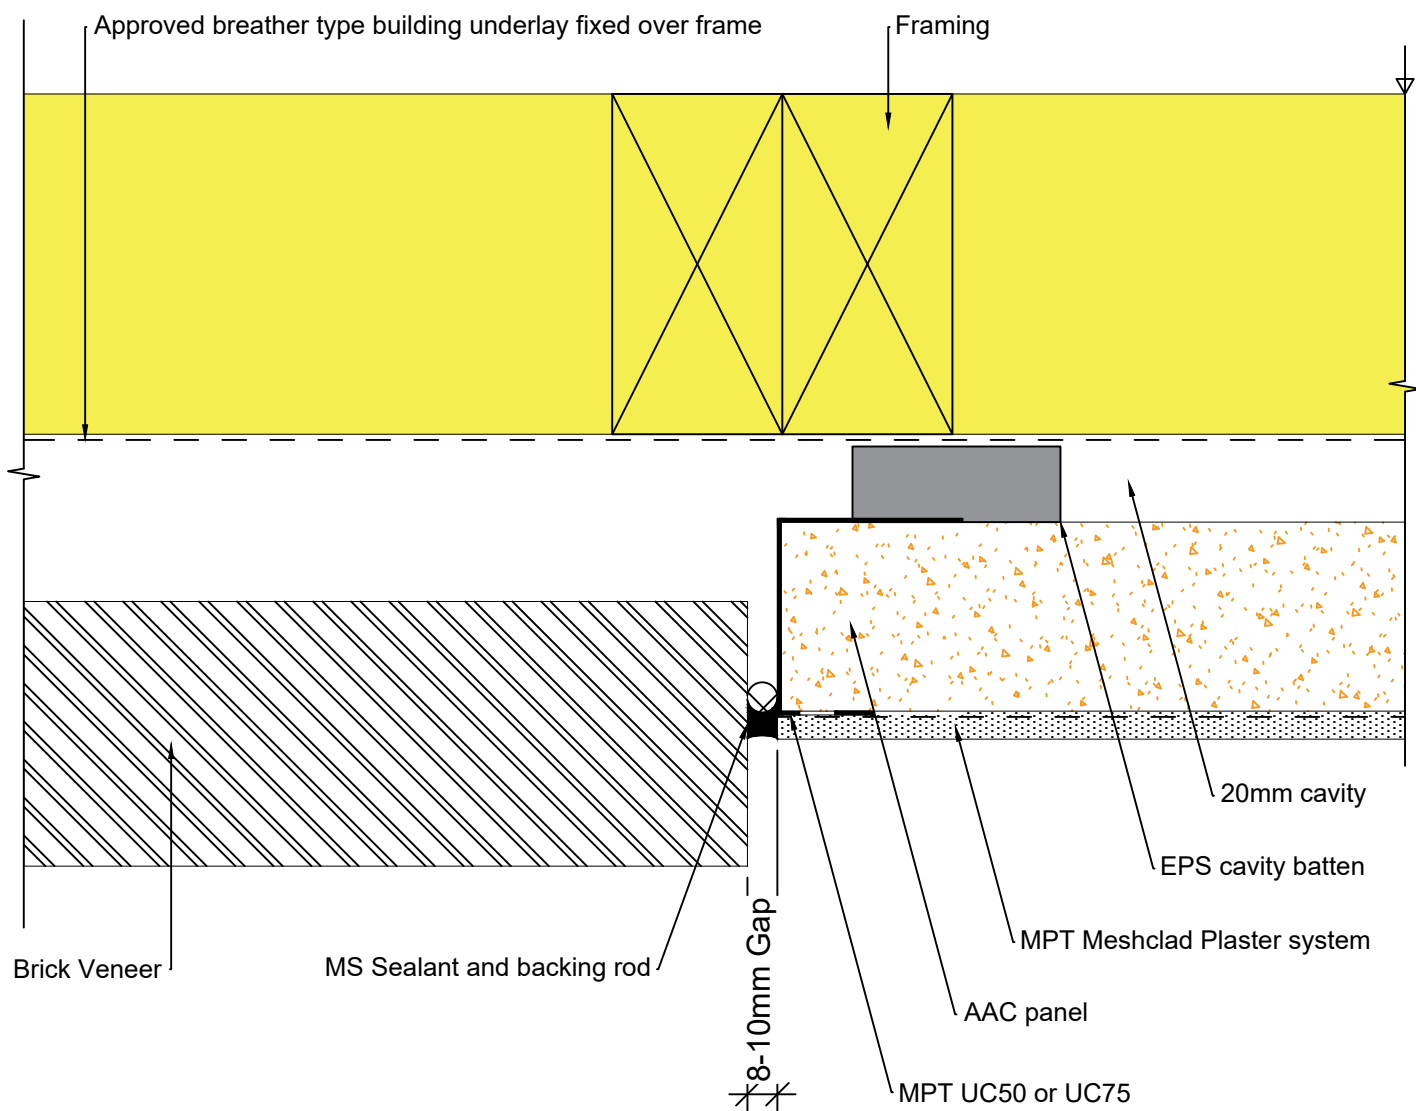 Approved breather type building underlay fixed over frame
Framing
20mm cavity
EPS cavity batten
MPT Meshclad Plaster system
Brick Veneer
MS Sealant and backing rod
8-10mm Gap
AAC panel
MPT UC50 or UC75